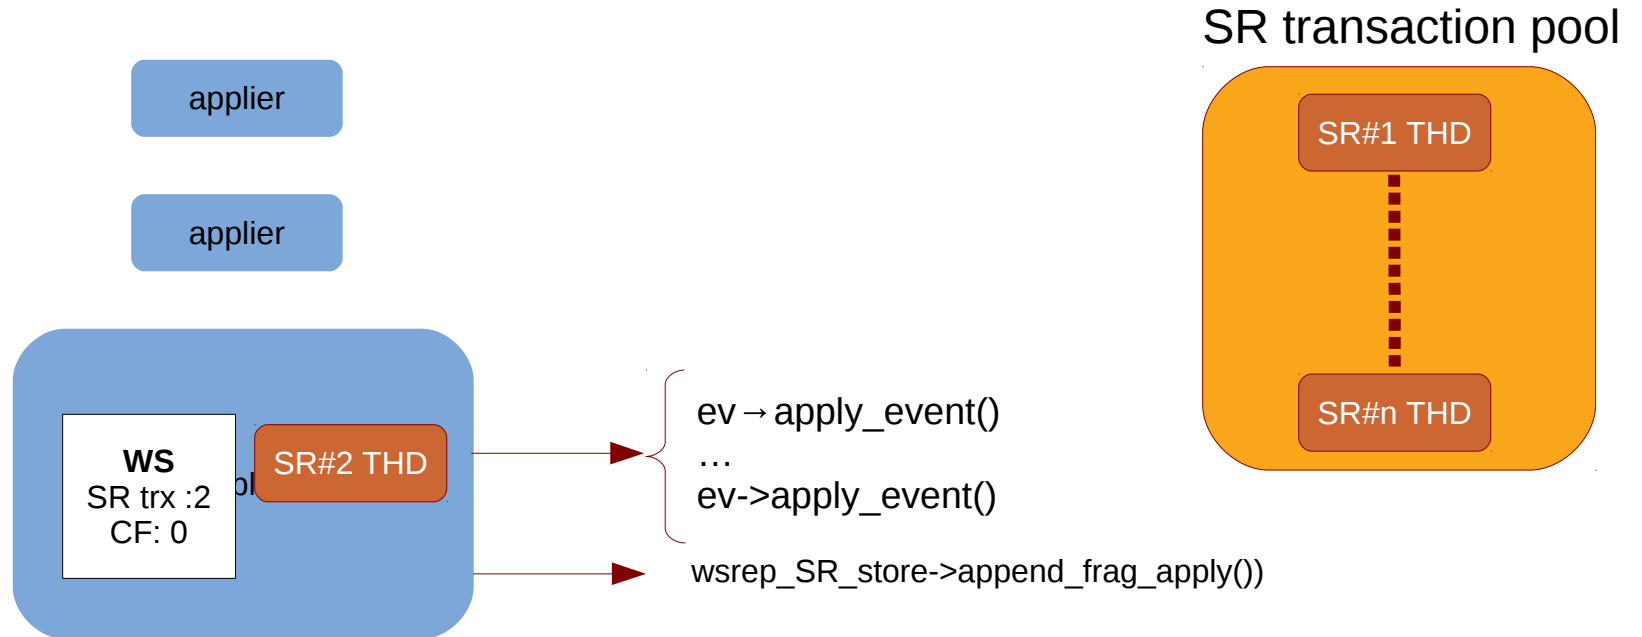 SR transaction pool
applier
SR#1 THD
applier
SR#n THD
WS
SR trx :2
CF: 0
SR#2 THD
ev→apply_event()
…
ev->apply_event()
wsrep_SR_store->append_frag_apply())